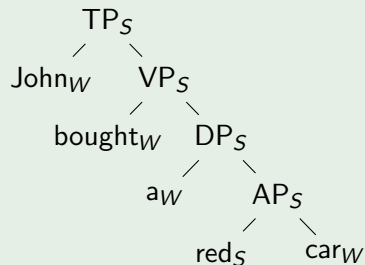 TP_S
John_W VP_S
bought_W DP_S
a_W AP_S
red_S car_W